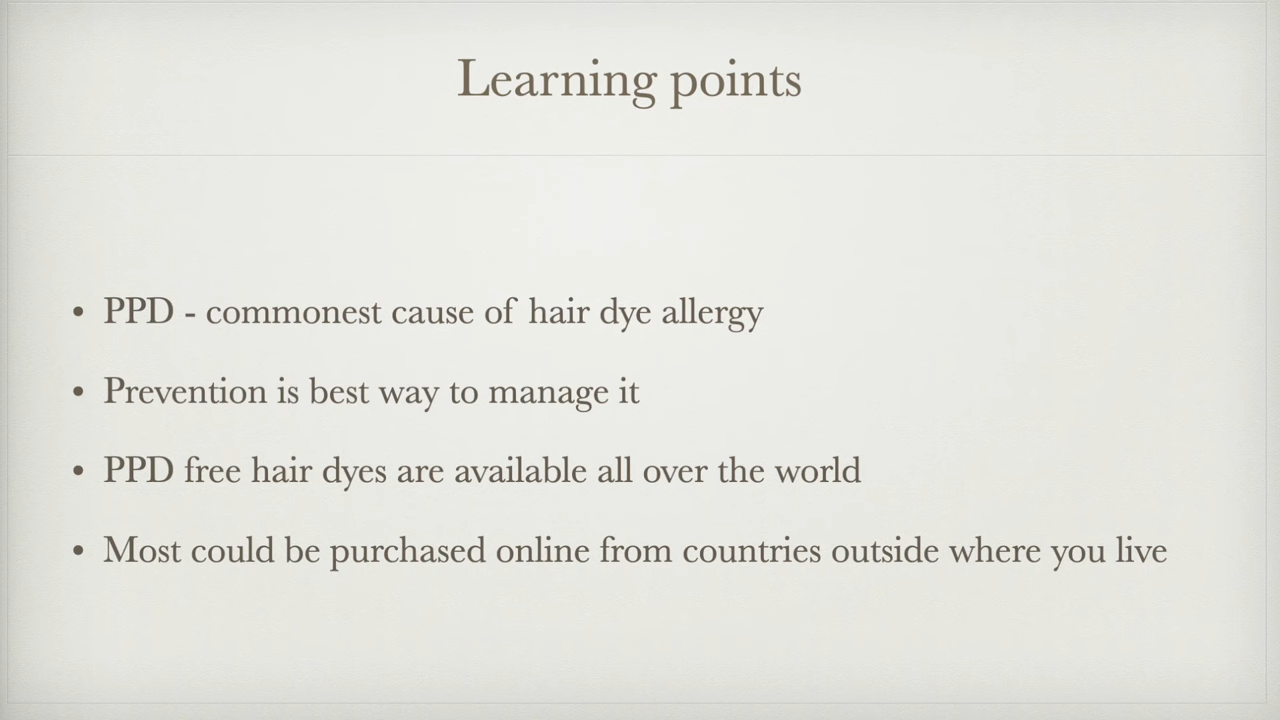 Learning points
• PPD - commonest cause of hair dye allergy
• Prevention is best way to manage it
• PPD free hair dyes are available all over the world
• Most could be purchased online from countries outside where you live